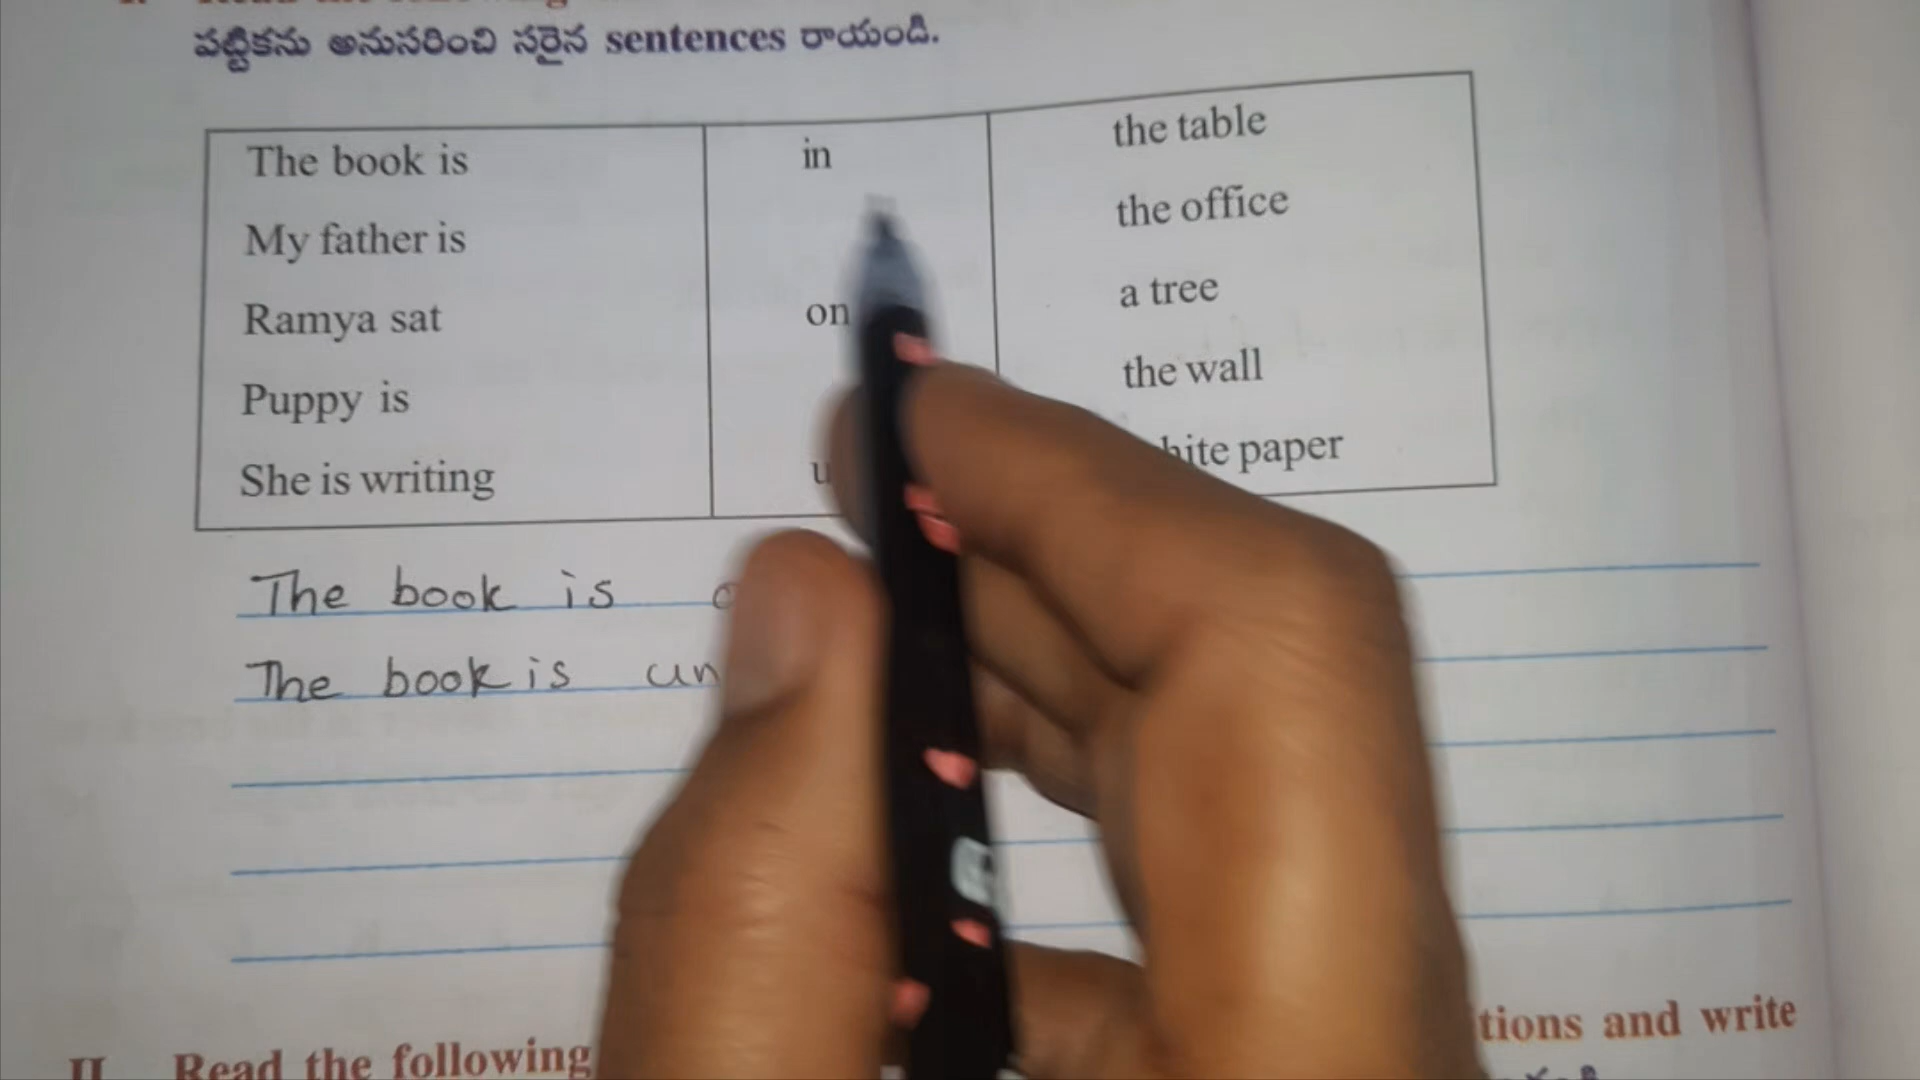 పట్టికను అనుసరించి సరైన sentences రాయండి.
The book is in the table
My father is the office
Ramya sat on a tree
Puppy is the wall
She is writing paper
The book is
The book is
II Read the following and write